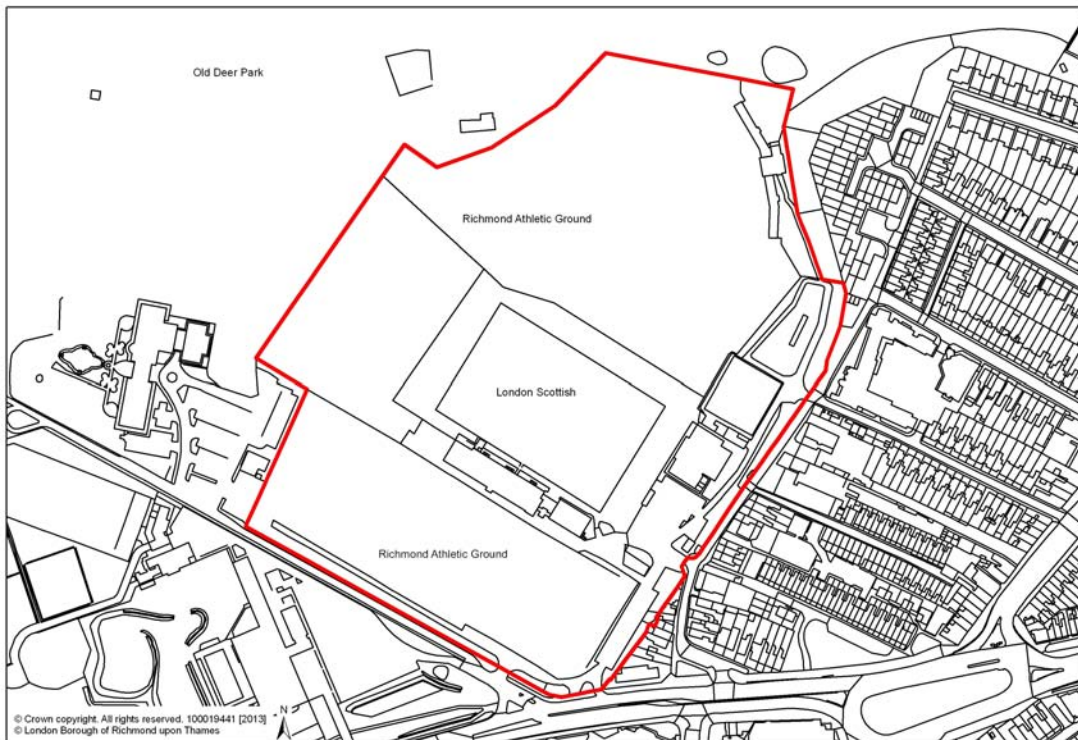 Old Deer Park
Richmond Athletic Ground
London Scottish
Richmond Athletic Ground
© Crown copyright. All rights reserved. 100019441 [2013]
© London Borough of Richmond upon Thames
N